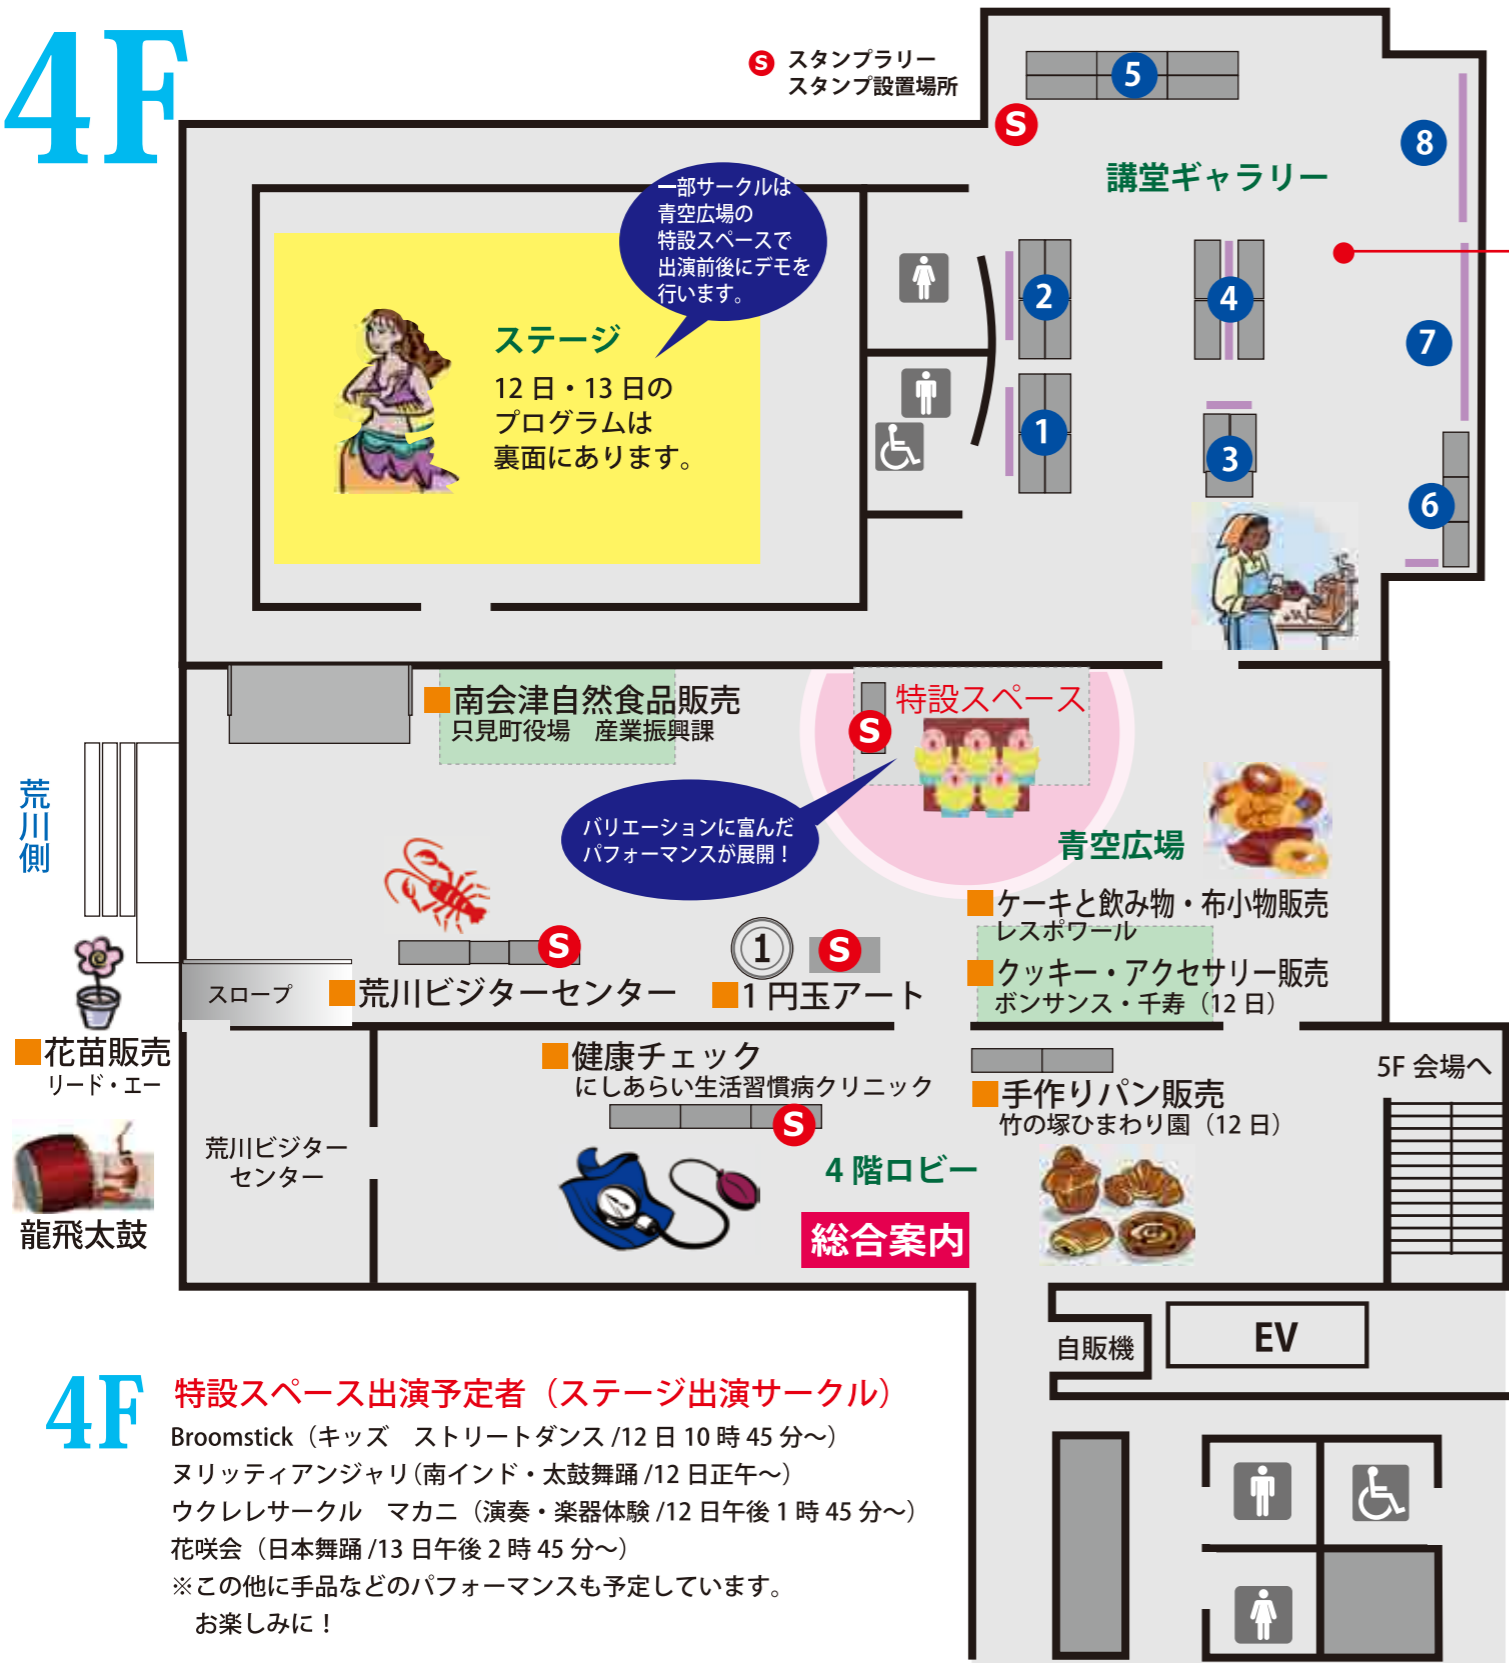 4F
S スタンプラリー
スタンプ設置場所
5
S
8
講堂ギャラリー
一部サークルは
青空広場の
特設スペースで
出演前後にデモを
行います。
2
4
7
ステージ
12日・13日の
プログラムは
裏面にあります。
1
3
6
南会津自然食品販売
只見町役場　産業振興課
特設スペース
S
荒川側
バリエーションに富んだ
パフォーマンスが展開！
青空広場
ケーキと飲み物・布小物販売
レスポワール
S
1
S
クッキー・アクセサリー販売
ボンサンス・千寿（12日）
スロープ
荒川ビジターセンター
1円玉アート
花苗販売
リード・エー
健康チェック
にしあらい生活習慣病クリニック
S
手作りパン販売
竹の塚ひまわり園（12日）
5F会場へ
荒川ビジター
センター
4階ロビー
龍飛太鼓
総合案内
自販機
EV
4F
特設スペース出演予定者（ステージ出演サークル）
Broomstick（キッズ　ストリートダンス/12日10時45分～）
ヌリッティアンジャリ（南インド・太鼓舞踊/12日正午～）
ウクレレサークル　マカニ（演奏・楽器体験/12日午後1時45分～）
花咲会（日本舞踊/13日午後2時45分～）
※この他に手品などのパフォーマンスも予定しています。
お楽しみに！